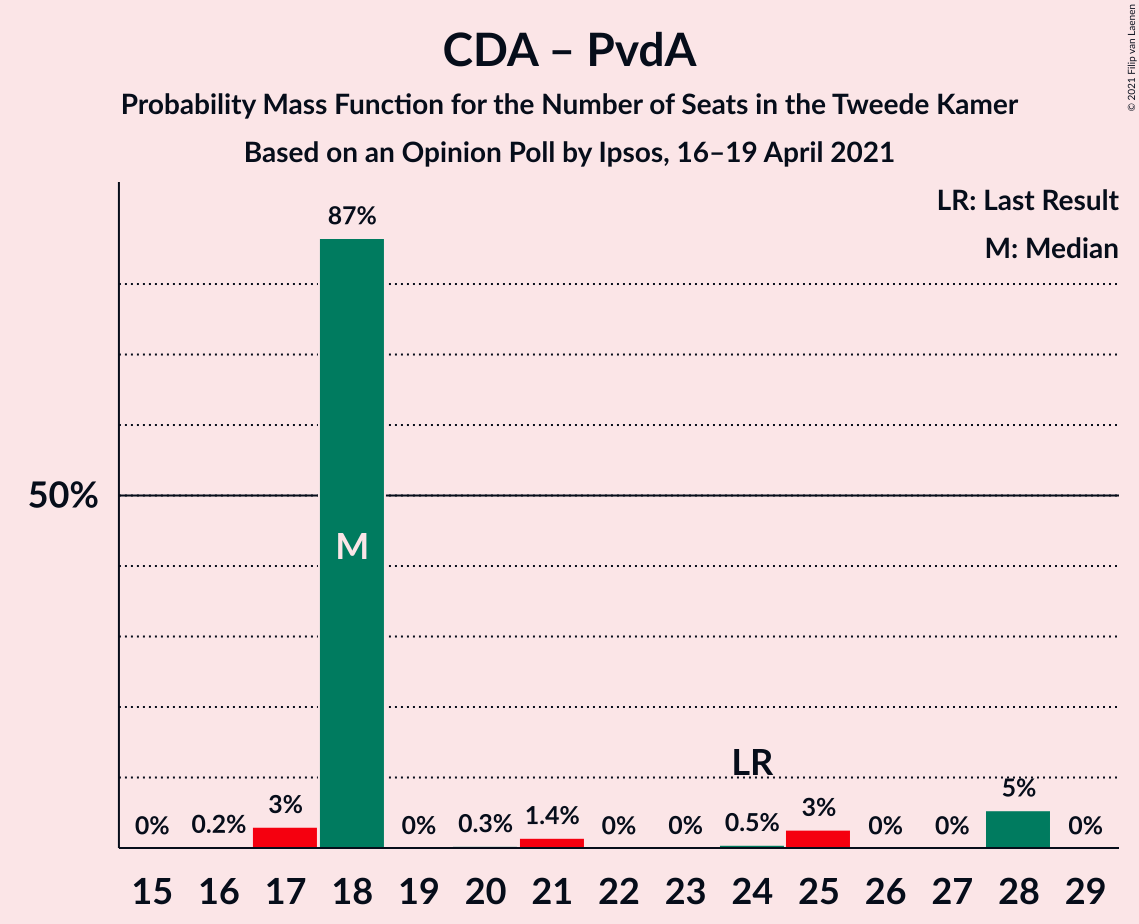 CDA – PvdA
Probability Mass Function for the Number of Seats in the Tweede Kamer
Based on an Opinion Poll by Ipsos, 16–19 April 2021
© 2021 Filip van Laenen
LR: Last Result
M: Median
87%
50%
M
LR
0%
0.2%
3%
0%
0.3%
1.4%
0%
0%
0.5%
3%
0%
0%
5%
0%
15 16 17 18 19 20 21 22 23 24 25 26 27 28 29